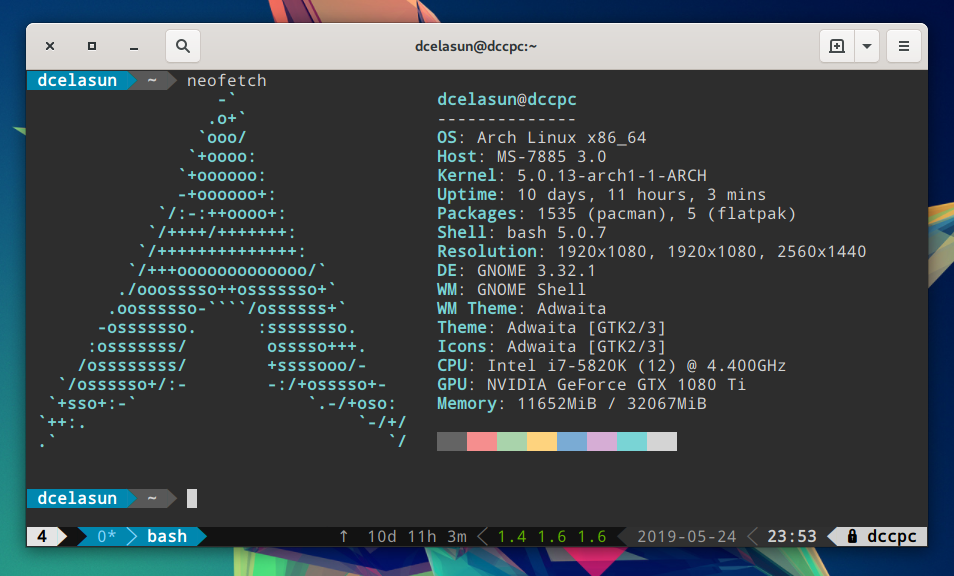 dcelasun@dccpc:~
dcelasun ~ neofetch
-`
.o+`
`ooo/
`+oooo:
`+oooooo:
-+oooooo+:
`/:-:++oooo+:
`/++++/+++++++:
`/++++++++++++++:
`/+++ooooooooooooo/`
./ooosssso++osssssso+`
.oossssso-````/ossssss+`
-osssssso. :ssssssso.
:osssssss/ osssso+++.
/ossssssss/ +ssssooo/-
`/ossssso+/:- -:/+osssso+-
`+sso+:-` `.-/+oso:
`++:. `-/+/
.` `/
dcelasun@dccpc
--------------
OS: Arch Linux x86_64
Host: MS-7885 3.0
Kernel: 5.0.13-arch1-1-ARCH
Uptime: 10 days, 11 hours, 3 mins
Packages: 1535 (pacman), 5 (flatpak)
Shell: bash 5.0.7
Resolution: 1920x1080, 1920x1080, 2560x1440
DE: GNOME 3.32.1
WM: GNOME Shell
WM Theme: Adwaita
Theme: Adwaita [GTK2/3]
Icons: Adwaita [GTK2/3]
CPU: Intel i7-5820K (12) @ 4.400GHz
GPU: NVIDIA GeForce GTX 1080 Ti
Memory: 11652MiB / 32067MiB
dcelasun ~
4 0* bash ↑ 10d 11h 3m 1.4 1.6 1.6 2019-05-24 23:53 dccpc